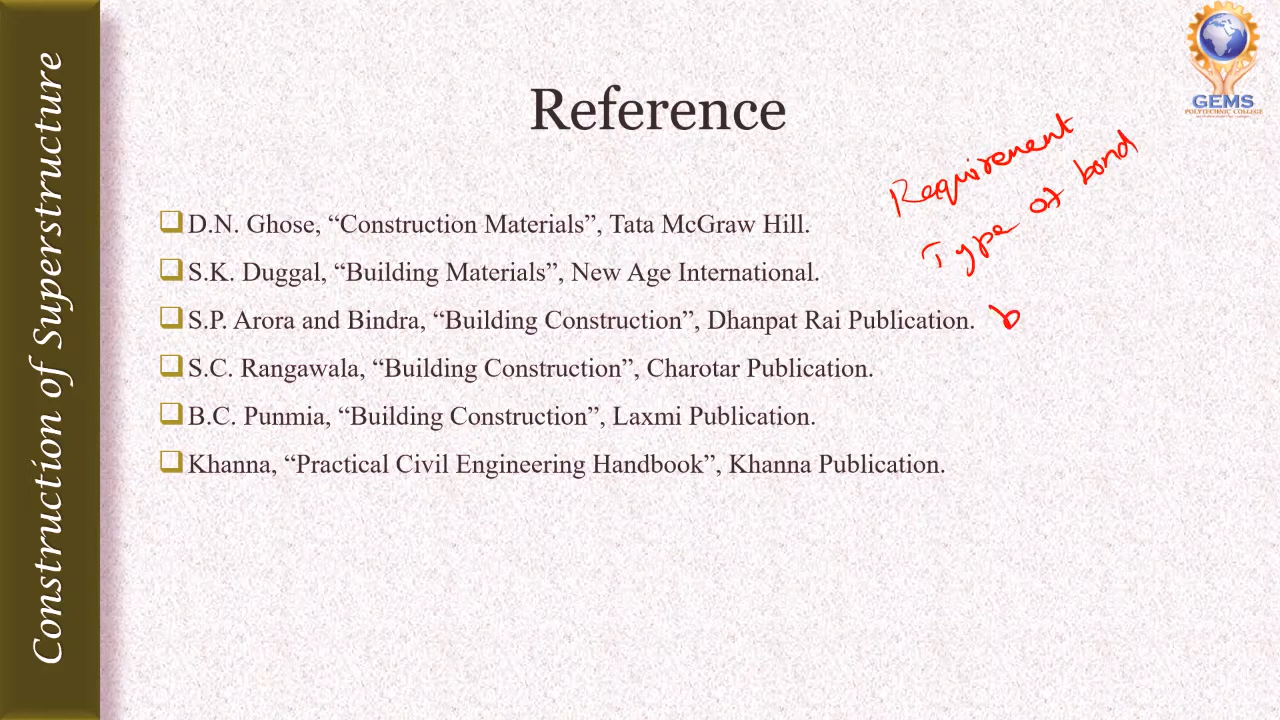 Construction of Superstructure
GEMS
POLYTECHNIC COLLEGE
Reference
Requirement
Type of bond
b
D.N. Ghose, “Construction Materials”, Tata McGraw Hill.
S.K. Duggal, “Building Materials”, New Age International.
S.P. Arora and Bindra, “Building Construction”, Dhanpat Rai Publication.
S.C. Rangawala, “Building Construction”, Charotar Publication.
B.C. Punmia, “Building Construction”, Laxmi Publication.
Khanna, “Practical Civil Engineering Handbook”, Khanna Publication.